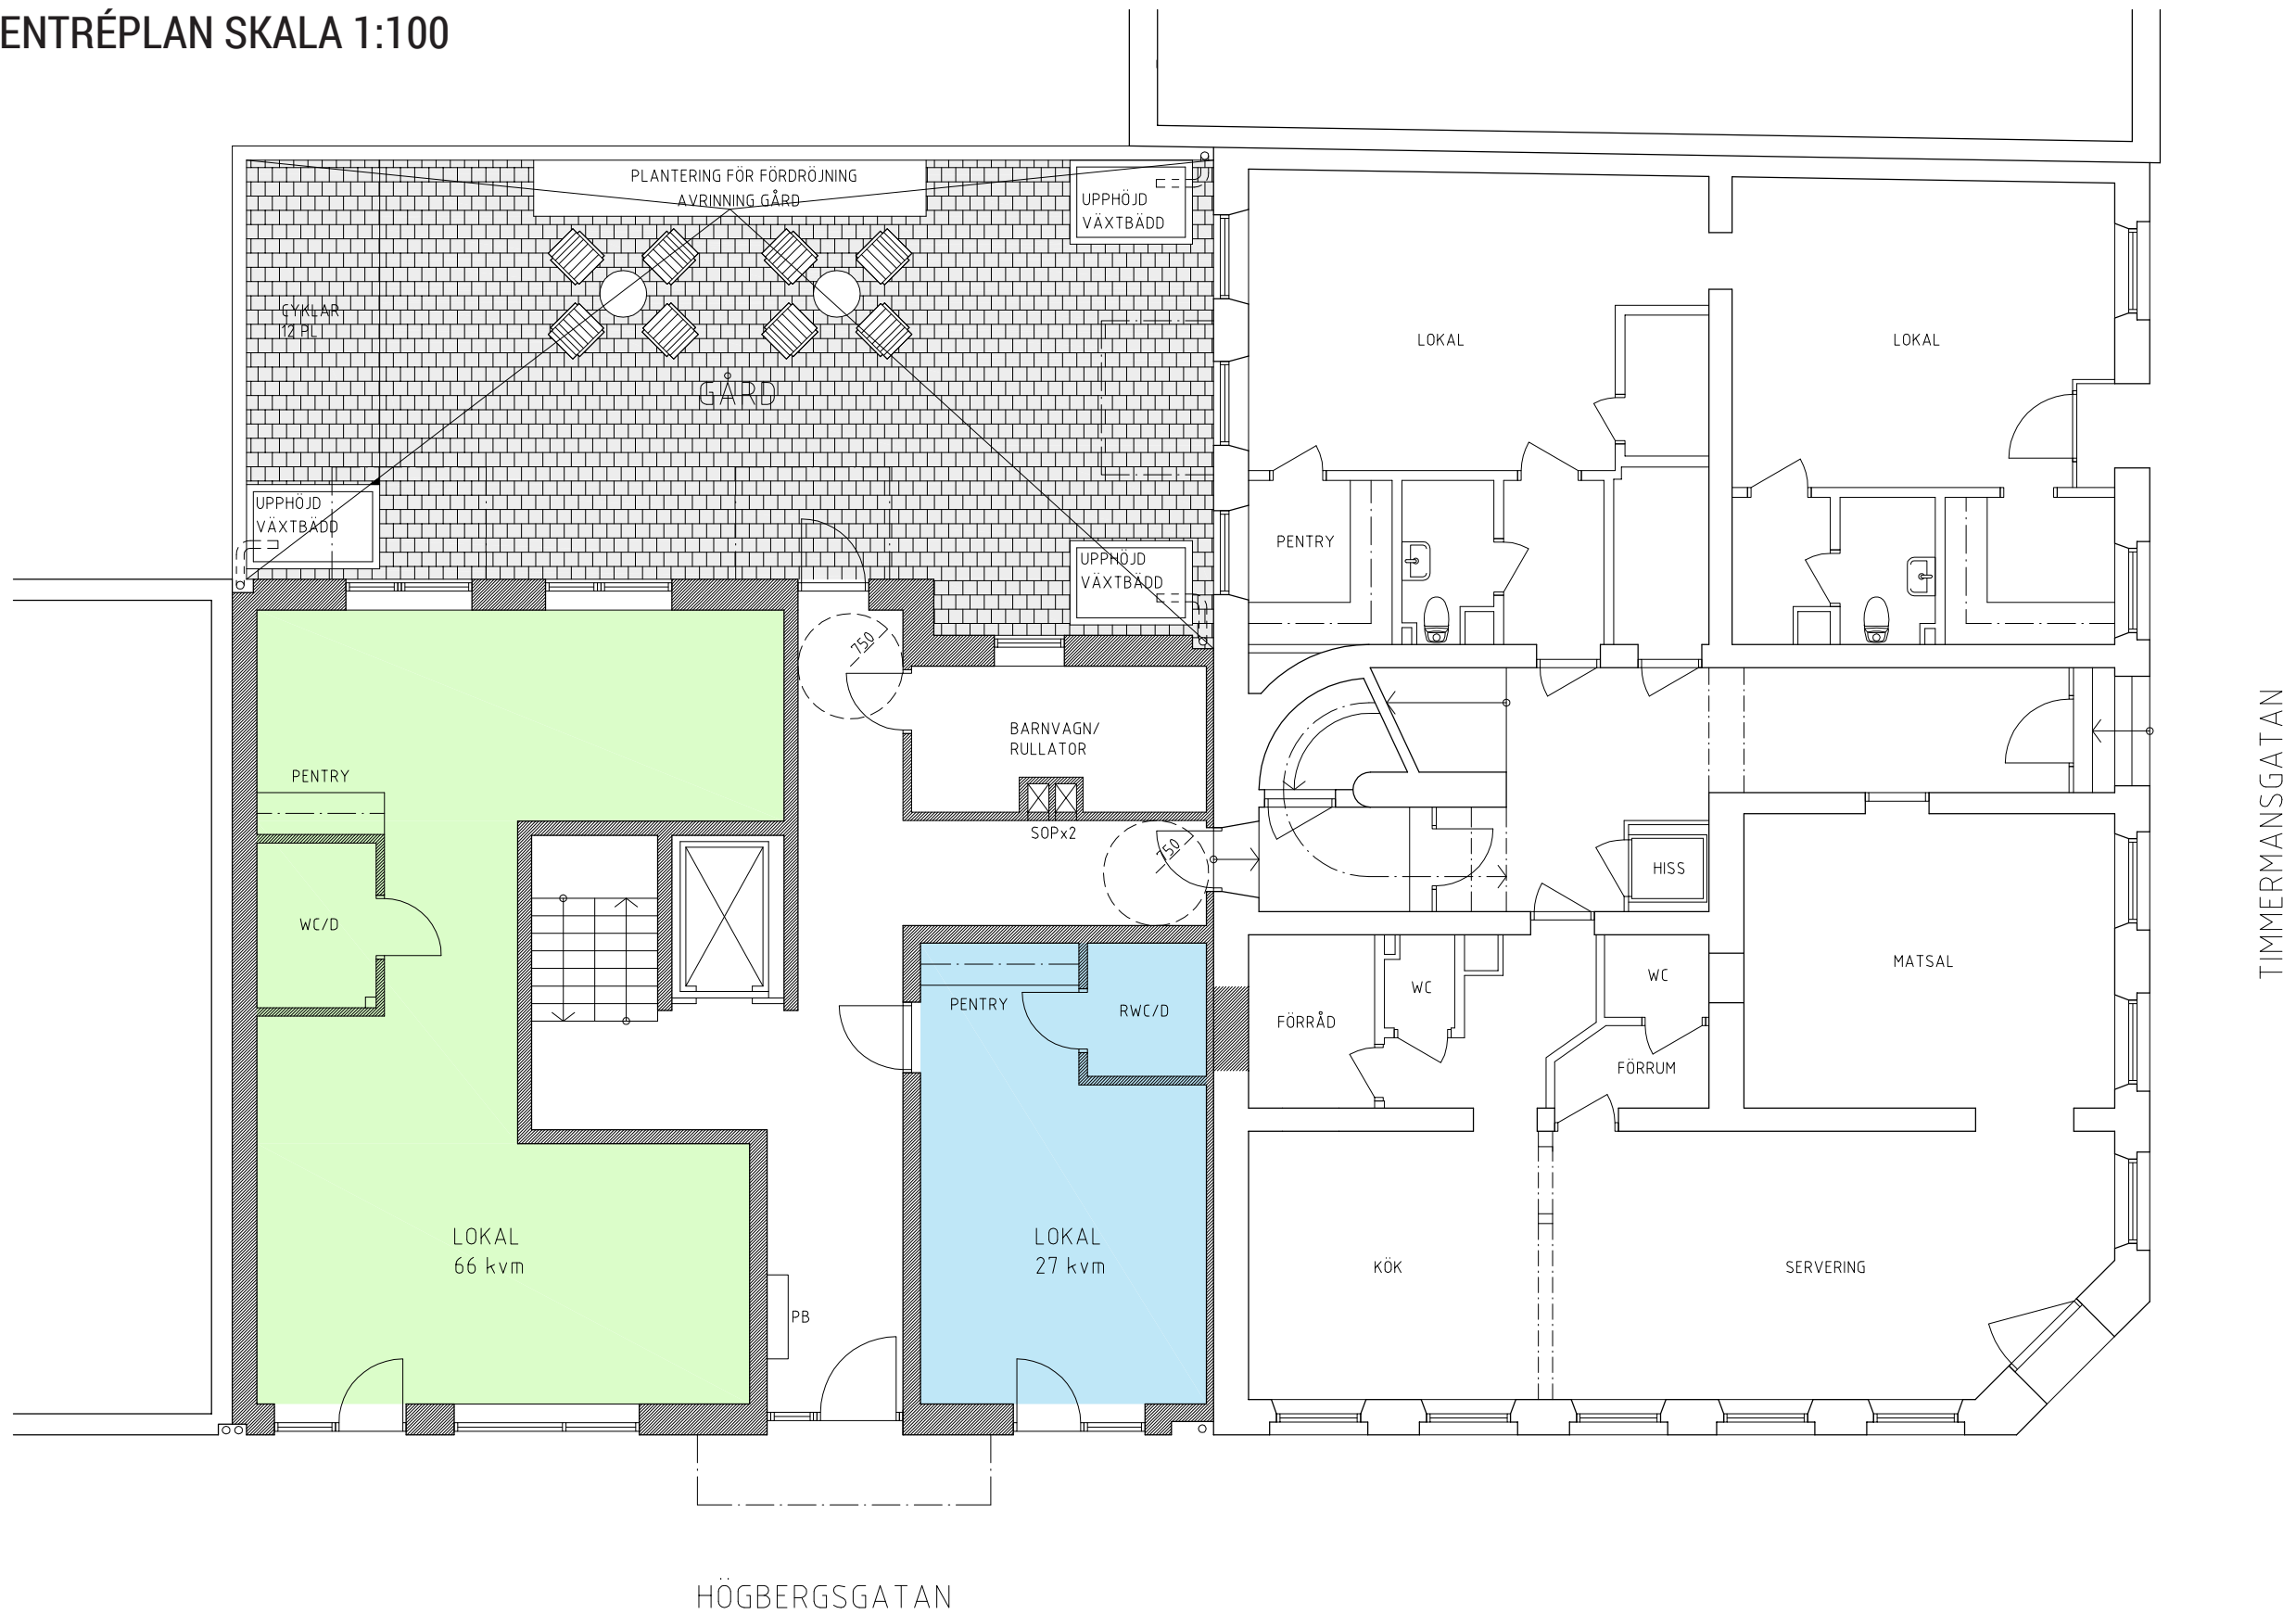 ENTRÉPLAN SKALA 1:100
PLANTERING FÖR FÖRDRÖJNING
AVRINNING GÅRD
UPPHÖJD
VÄXTBÄDD
CYKLAR
12 PL
GÅRD
LOKAL
LOKAL
UPPHÖJD
VÄXTBÄDD
UPPHÖJD
VÄXTBÄDD
PENTRY
750
BARNVAGN/
RULLATOR
PENTRY
SOPx2
750
HISS
WC/D
MATSAL
WC
WC
PENTRY
RWC/D
FÖRRÅD
FÖRRUM
LOKAL
66 kvm
LOKAL
27 kvm
KÖK
SERVERING
PB
TIMMERMANSGATAN
HÖGBERGSGATAN